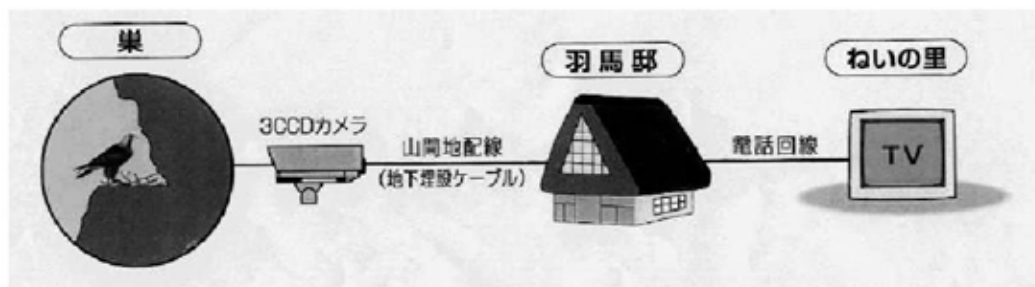 巣
羽馬邸
ねいの里
3CCDカメラ
山間地配線
(地下埋設ケーブル)
電話回線
TV